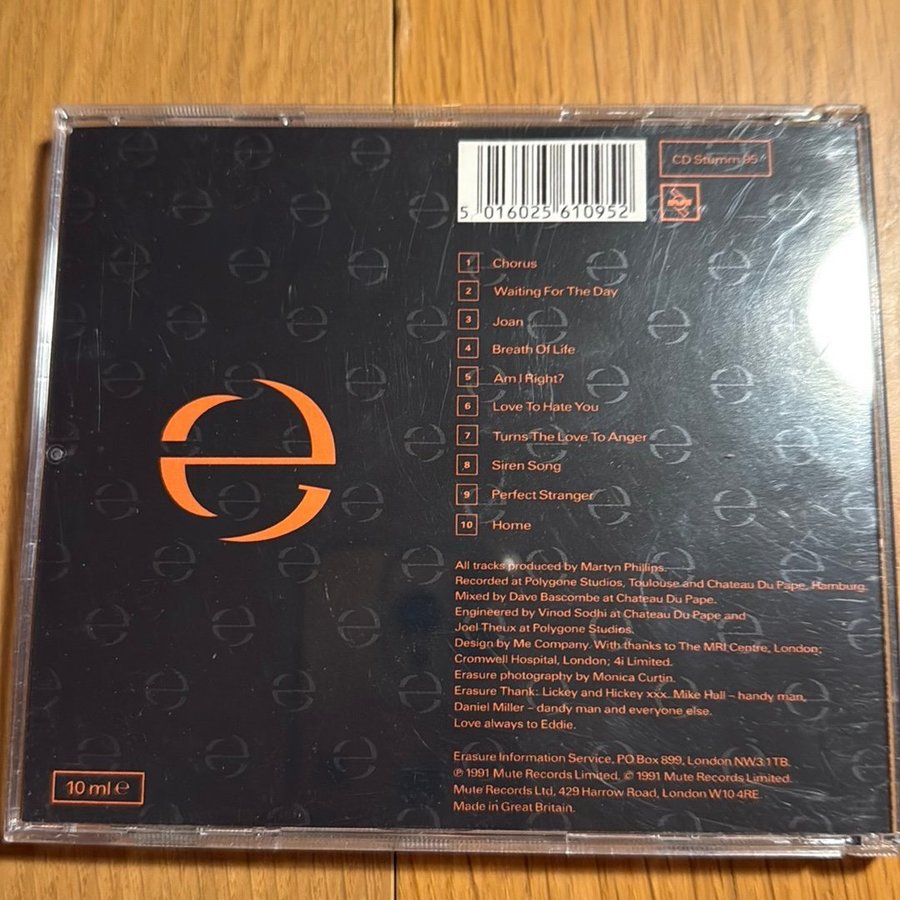 CD Stumm 95
5 016025 610952
1 Chorus
2 Waiting For The Day
3 Joan
4 Breath Of Life
5 Am I Right?
6 Love To Hate You
7 Turns The Love To Anger
8 Siren Song
9 Perfect Stranger
10 Home
All tracks produced by Martyn Phillips.
Recorded at Polygone Studios, Toulouse and Chateau Du Pape, Hamburg.
Mixed by Dave Bascombe at Chateau Du Pape.
Engineered by Vinod Sodhi at Chateau Du Pape and
Joel Theux at Polygone Studios.
Design by Me Company. With thanks to The MRI Centre, London;
Cromwell Hospital, London; 4i Limited.
Erasure photography by Monica Curtin.
Erasure Thank: Lickey and Hickey xxx. Mike Hall – handy man,
Daniel Miller – dandy man and everyone else.
Love always to Eddie.
Erasure Information Service, PO Box 899, London NW3 1TB.
℗ 1991 Mute Records Limited, © 1991 Mute Records Limited.
Mute Records Ltd, 429 Harrow Road, London W10 4RE.
Made in Great Britain.
10 ml e
e